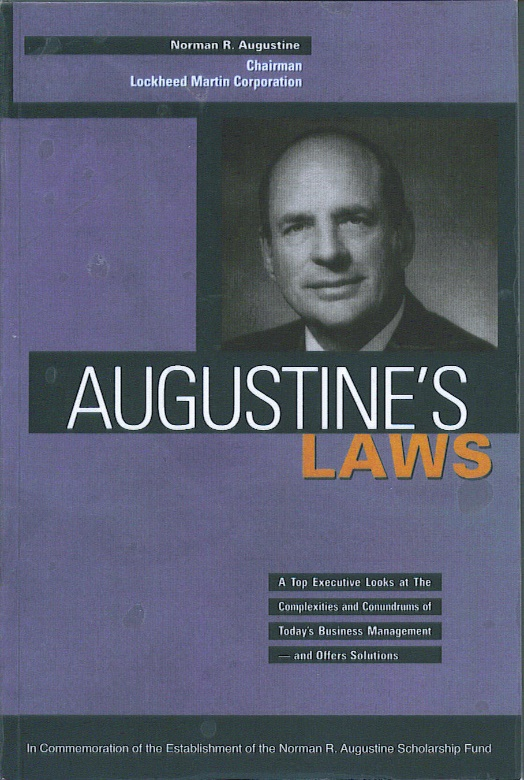 Norman R. Augustine
Chairman
Lockheed Martin Corporation
AUGUSTINE'S
LAWS
A Top Executive Looks at The
Complexities and Conundrums of
Today's Business Management
— and Offers Solutions
In Commemoration of the Establishment of the Norman R. Augustine Scholarship Fund